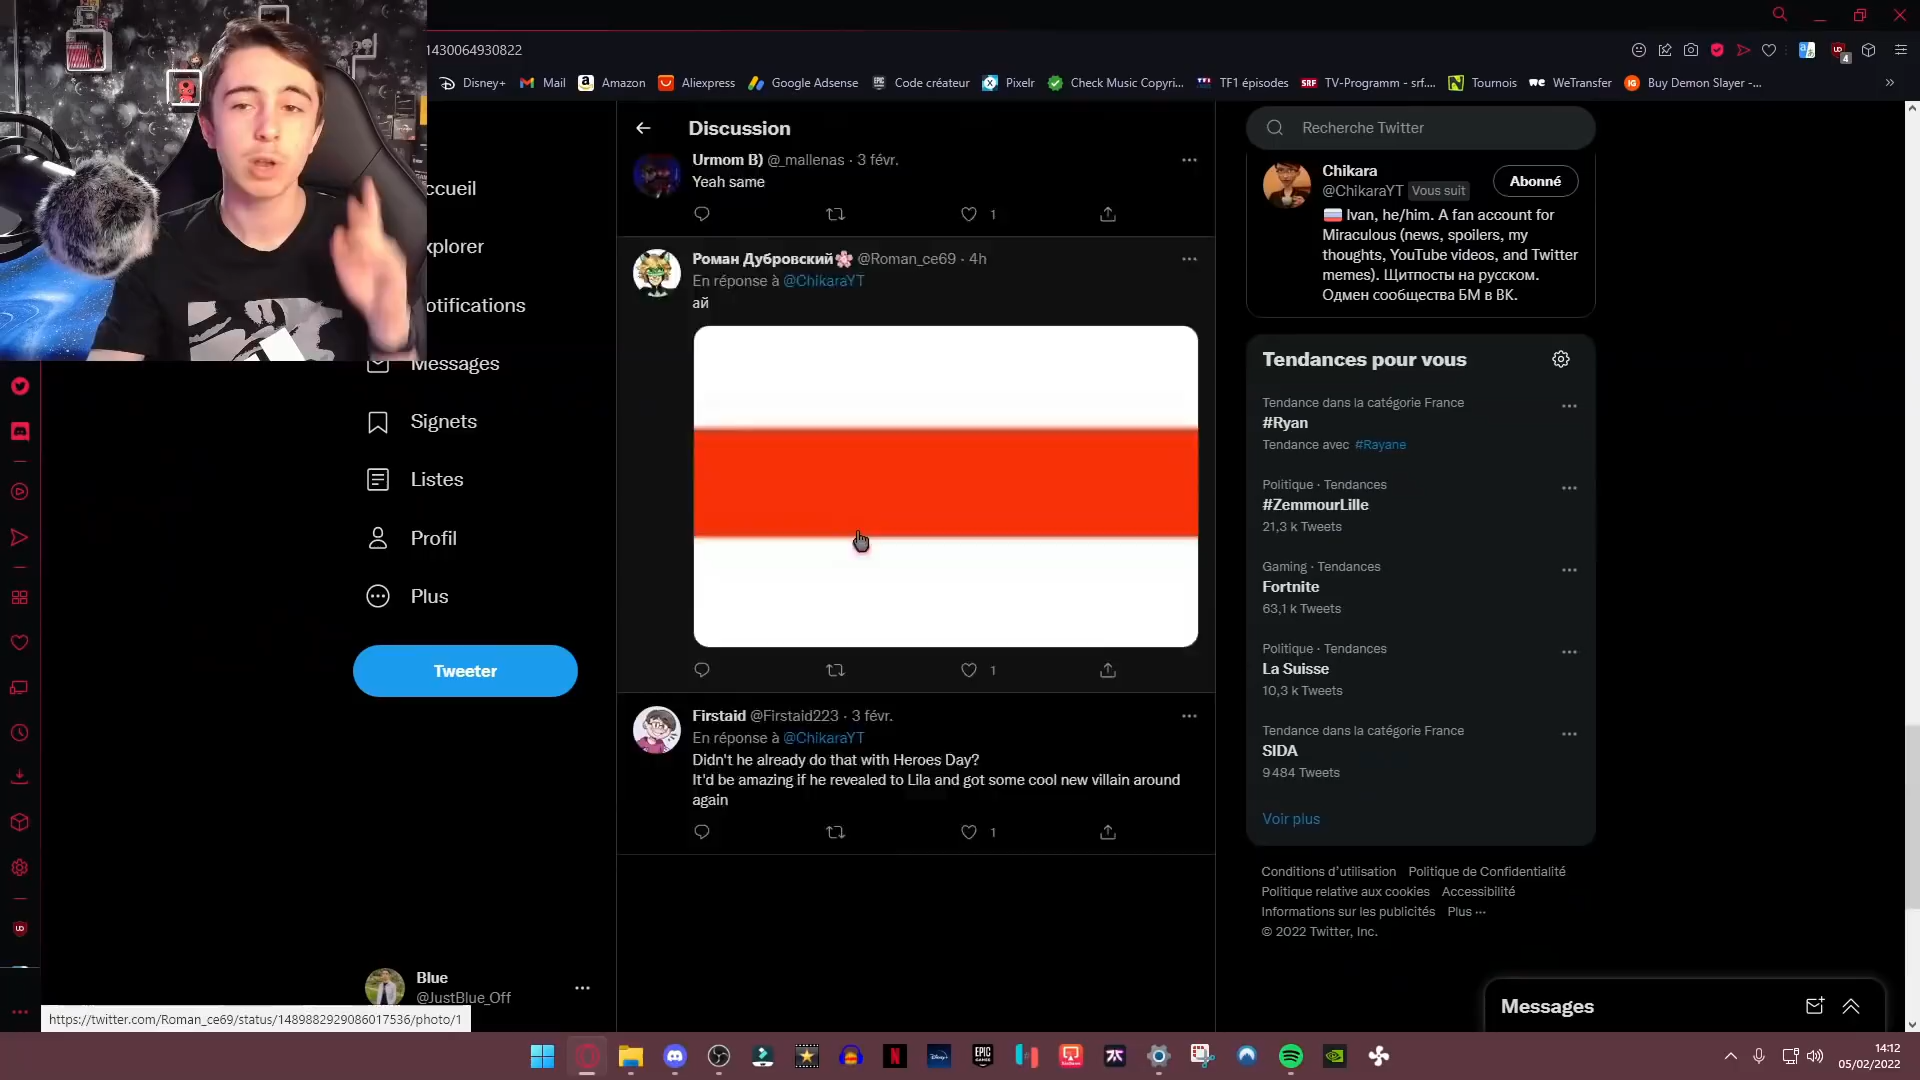 1430064930822
Disney+
Mail
Amazon
Aliexpress
Google Adsense
Code créateur
Pixelr
Check Music Copyri...
TF1 épisodes
SRF TV-Programm - srf....
Tournois
WeTransfer
Buy Demon Slayer -...
»
Discussion
Urmom B) @_mallenas · 3 févr.
Yeah same
1
Роман Дубровский🌸 @Roman_ce69 · 4h
En réponse à @ChikaraYT
ай
1
Firstaid @Firstaid223 · 3 févr.
En réponse à @ChikaraYT
Didn't he already do that with Heroes Day?
It'd be amazing if he revealed to Lila and got some cool new villain around
again
1
ccueil
xplorer
otifications
Messages
Signets
Listes
Profil
Plus
Tweeter
Blue
@JustBlue_Off
https://twitter.com/Roman_ce69/status/1489882929086017536/photo/1
Recherche Twitter
Chikara
@ChikaraYT Vous suit
Abonné
🇷🇺 Ivan, he/him. A fan account for
Miraculous (news, spoilers, my
thoughts, YouTube videos, and Twitter
memes). Щитпосты на русском.
Одмен сообщества БМ в ВК.
Tendances pour vous
Tendance dans la catégorie France
#Ryan
Tendance avec #Rayane
Politique · Tendances
#ZemmourLille
21,3 k Tweets
Gaming · Tendances
Fortnite
63,1 k Tweets
Politique · Tendances
La Suisse
10,3 k Tweets
Tendance dans la catégorie France
SIDA
9 484 Tweets
Voir plus
Conditions d'utilisation Politique de Confidentialité
Politique relative aux cookies Accessibilité
Informations sur les publicités Plus ···
© 2022 Twitter, Inc.
Messages
14:12
05/02/2022